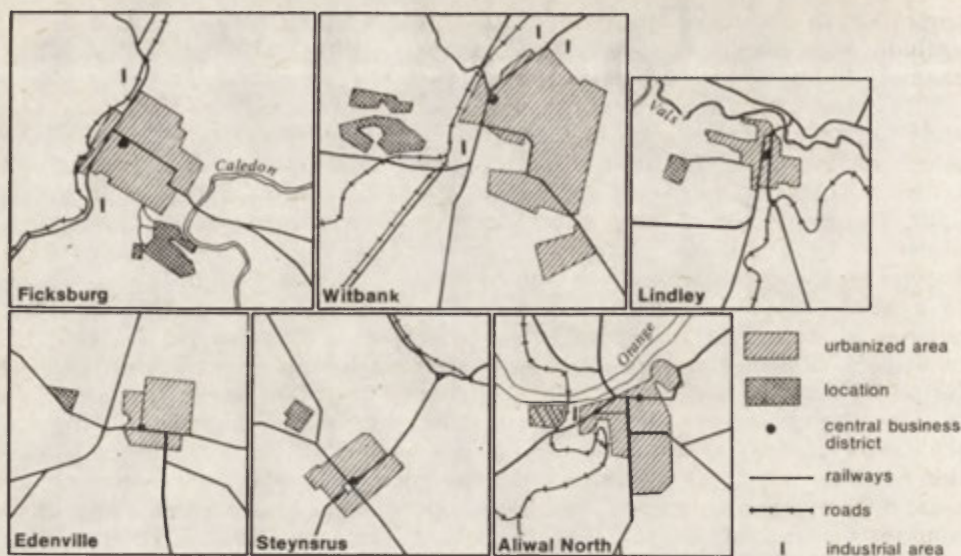 I
I
I
I
I
Caledon
Vals
I
I
Ficksburg
Witbank
Lindley
Orange
I
Edenville
Steynsrus
Aliwal North
urbanized area
location
central business
district
railways
roads
I industrial area